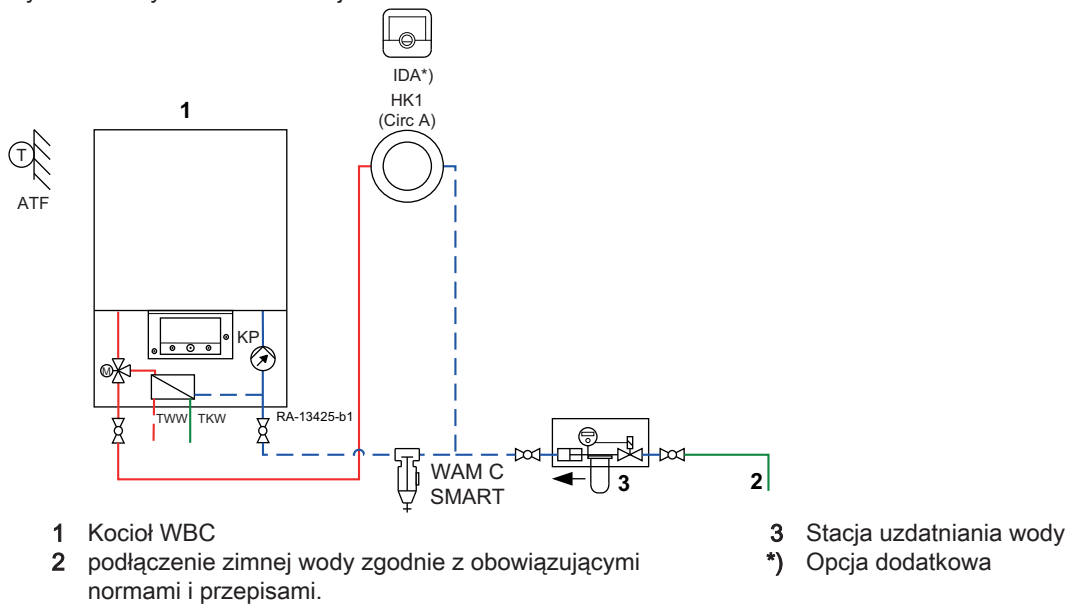 IDA*)
HK1
(Circ A)
1
T
ATF
KP
M
TWW TKW
RA-13425-b1
WAM C
SMART
3
2
1 Kocioł WBC
2 podłączenie zimnej wody zgodnie z obowiązującymi
normami i przepisami.
3 Stacja uzdatniania wody
*) Opcja dodatkowa